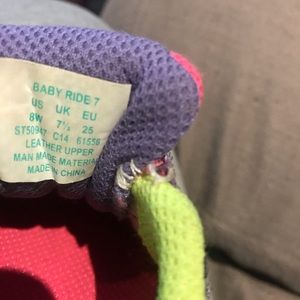 BABY RIDE 7
US UK EU
8W 7½ 25
ST50947 C14 61558
LEATHER UPPER
MAN MADE MATERIAL
MADE IN CHINA